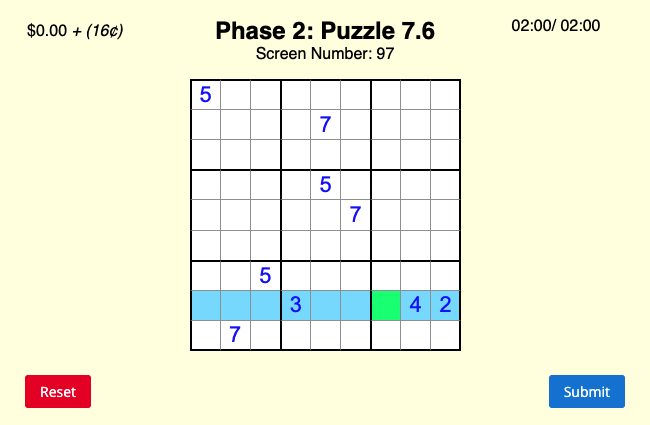 $0.00 + (16¢)
Phase 2: Puzzle 7.6
02:00/ 02:00
Screen Number: 97
5
7
5
7
5
3 4 2
7
Reset
Submit